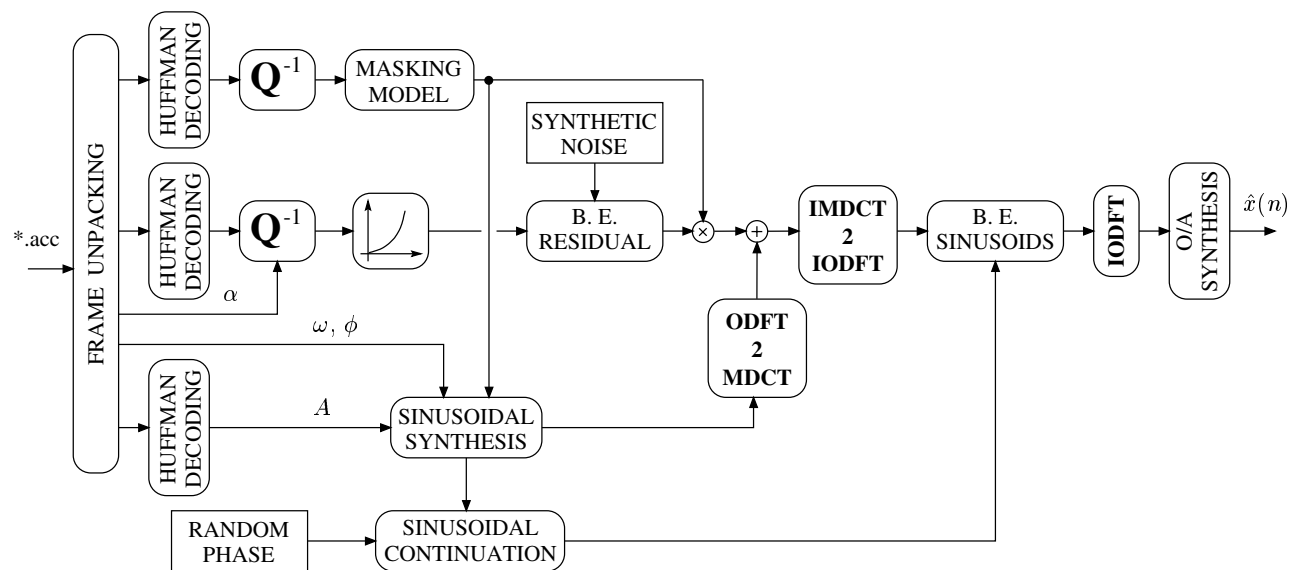 *.acc
FRAME UNPACKING
HUFFMAN
DECODING
Q-1
MASKING
MODEL
SYNTHETIC
NOISE
HUFFMAN
DECODING
Q-1
B. E.
RESIDUAL
×
+
IMDCT
2
IODFT
B. E.
SINUSOIDS
IODFT
O/A
SYNTHESIS
x̂(n)
α
ω, ϕ
ODFT
2
MDCT
HUFFMAN
DECODING
A
SINUSOIDAL
SYNTHESIS
RANDOM
PHASE
SINUSOIDAL
CONTINUATION